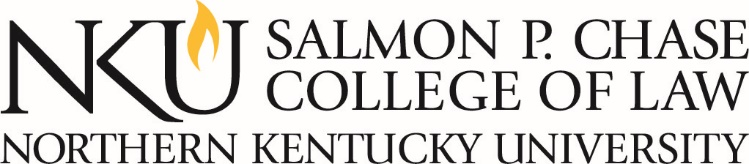 NKU SALMON P. CHASE
COLLEGE OF LAW
NORTHERN KENTUCKY UNIVERSITY